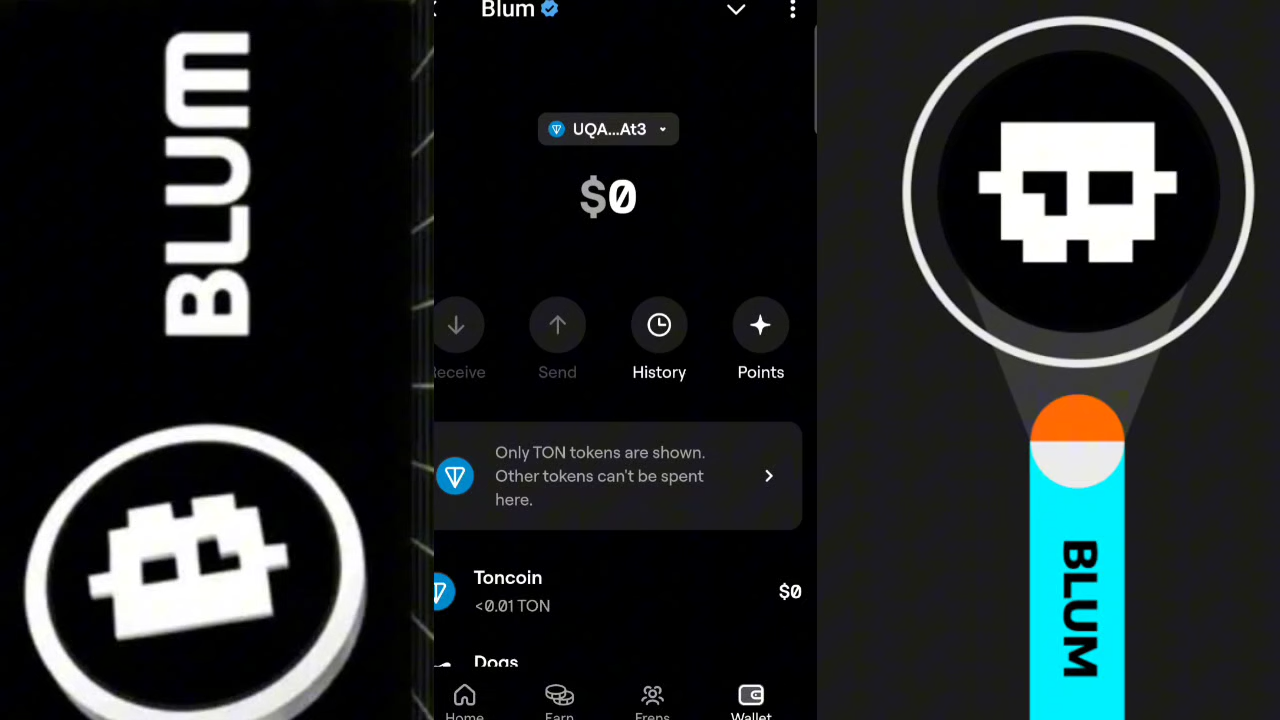 BLUM
Blum
UQA...At3
$0
Receive
Send
History
Points
Only TON tokens are shown.
Other tokens can't be spent
here.
Toncoin
$0
<0.01 TON
Dogs
Home
Earn
Frens
Wallet
BLUM